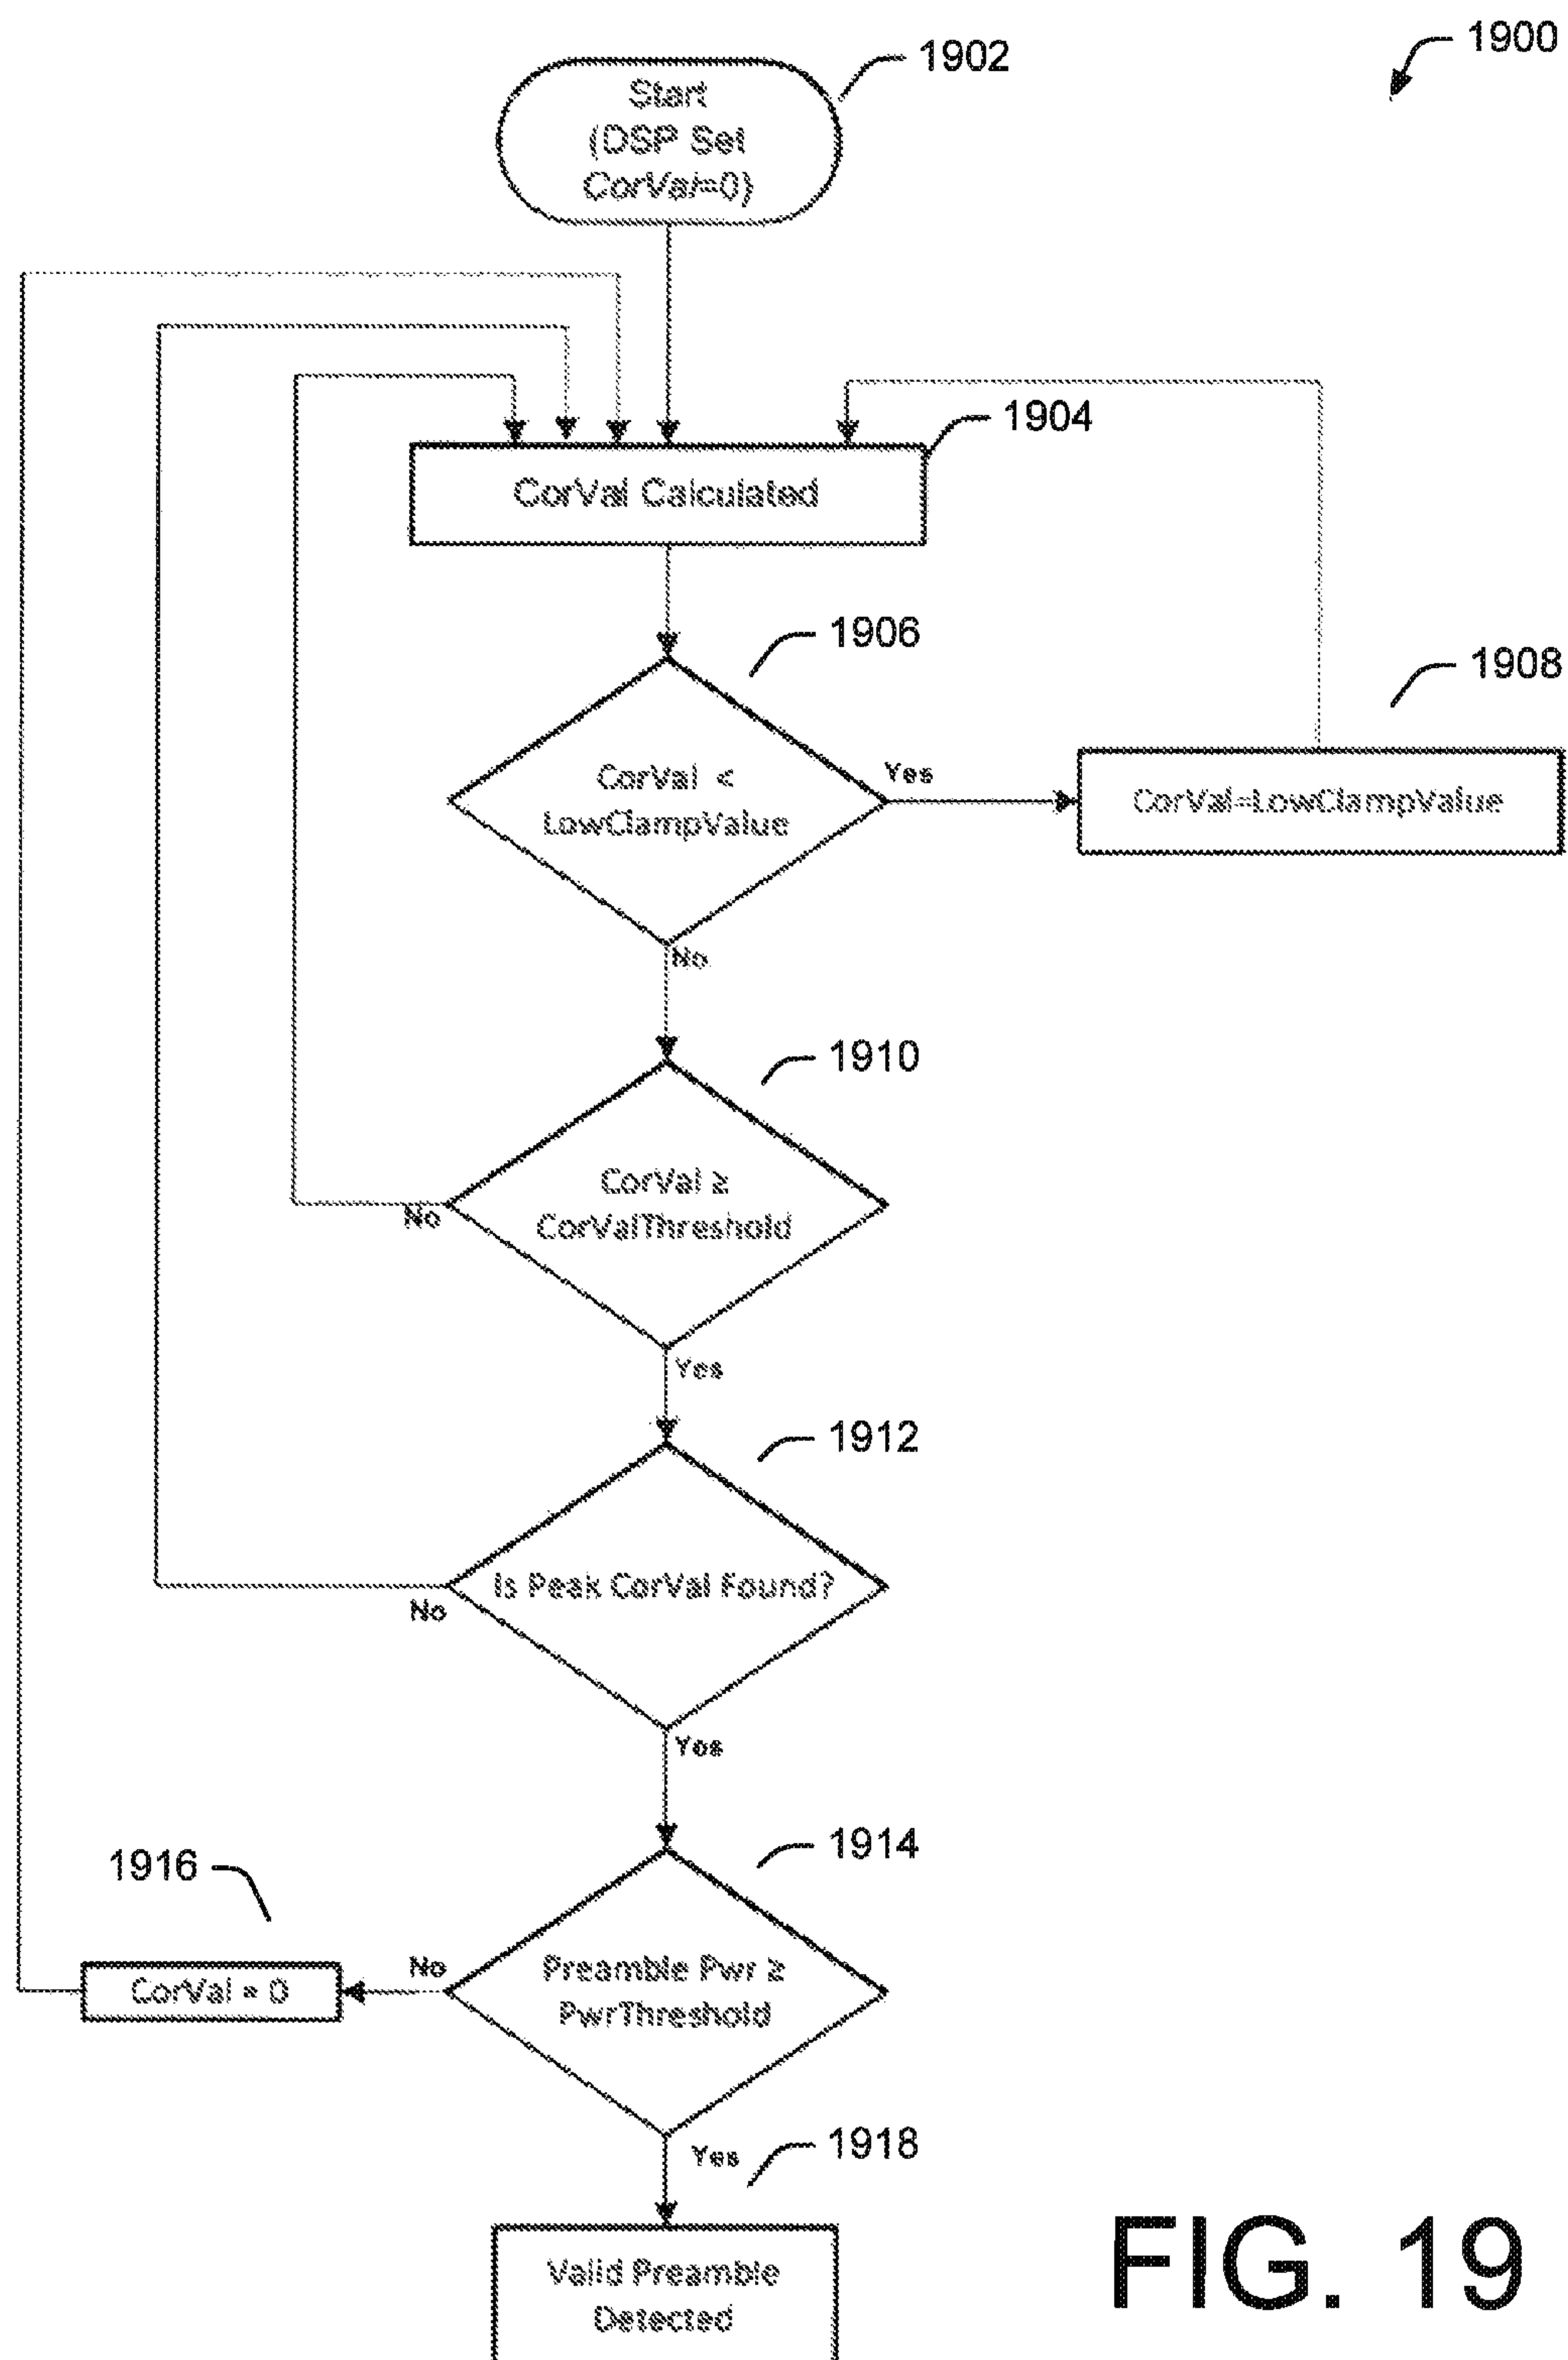 1900
1902
Start
(DSP Set
CorVal=0)
1904
CorVal Calculated
1906
1908
CorVal <
LowClampValue
Yes
CorVal=LowClampValue
No
1910
CorVal ≥
CorValThreshold
No
Yes
1912
Is Peak CorVal Found?
No
Yes
1914
1916
Preamble Pwr ≥
PwrThreshold
No
CorVal = 0
Yes
1918
Valid Preamble
Detected
FIG. 19